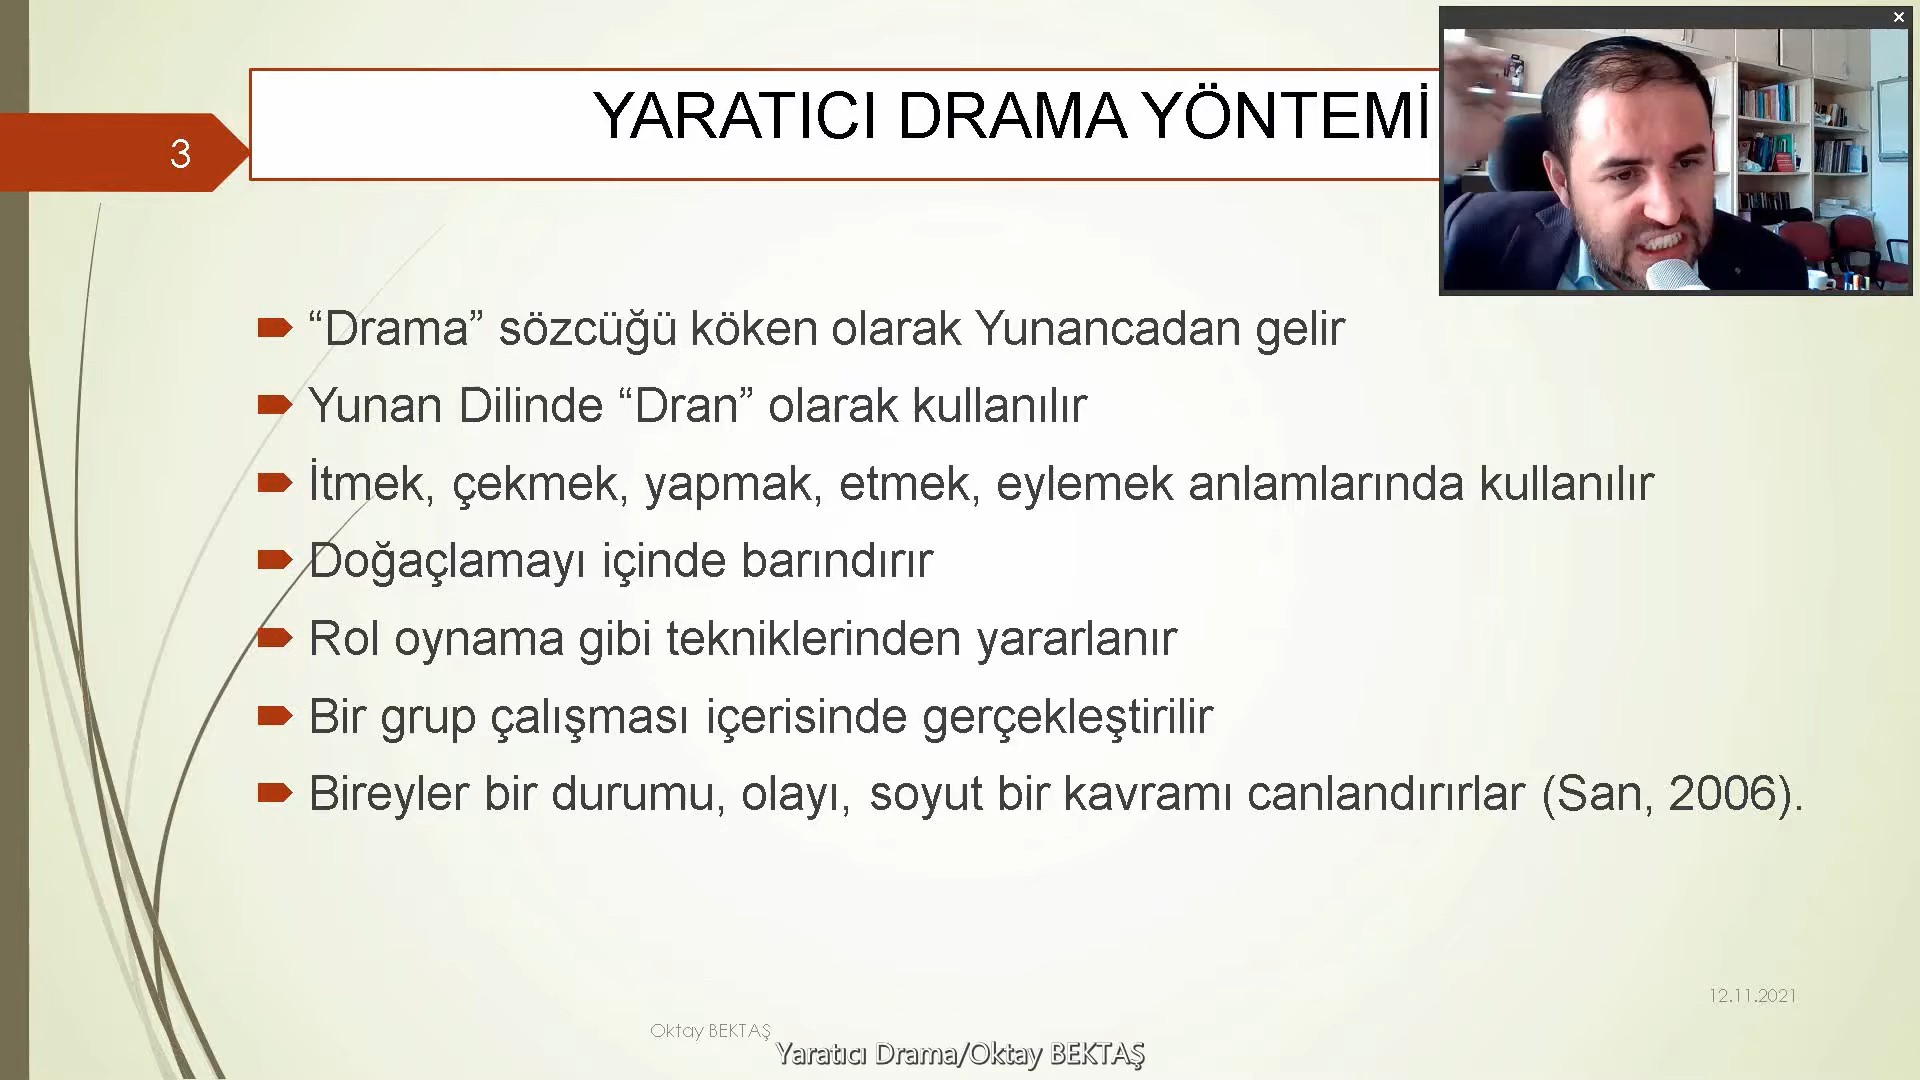 3
YARATICI DRAMA YÖNTEMİ
“Drama” sözcüğü köken olarak Yunancadan gelir
Yunan Dilinde “Dran” olarak kullanılır
İtmek, çekmek, yapmak, etmek, eylemek anlamlarında kullanılır
Doğaçlamayı içinde barındırır
Rol oynama gibi tekniklerinden yararlanır
Bir grup çalışması içerisinde gerçekleştirilir
Bireyler bir durumu, olayı, soyut bir kavramı canlandırırlar (San, 2006).
12.11.2021
Oktay BEKTAŞ
Yaratıcı Drama/Oktay BEKTAŞ